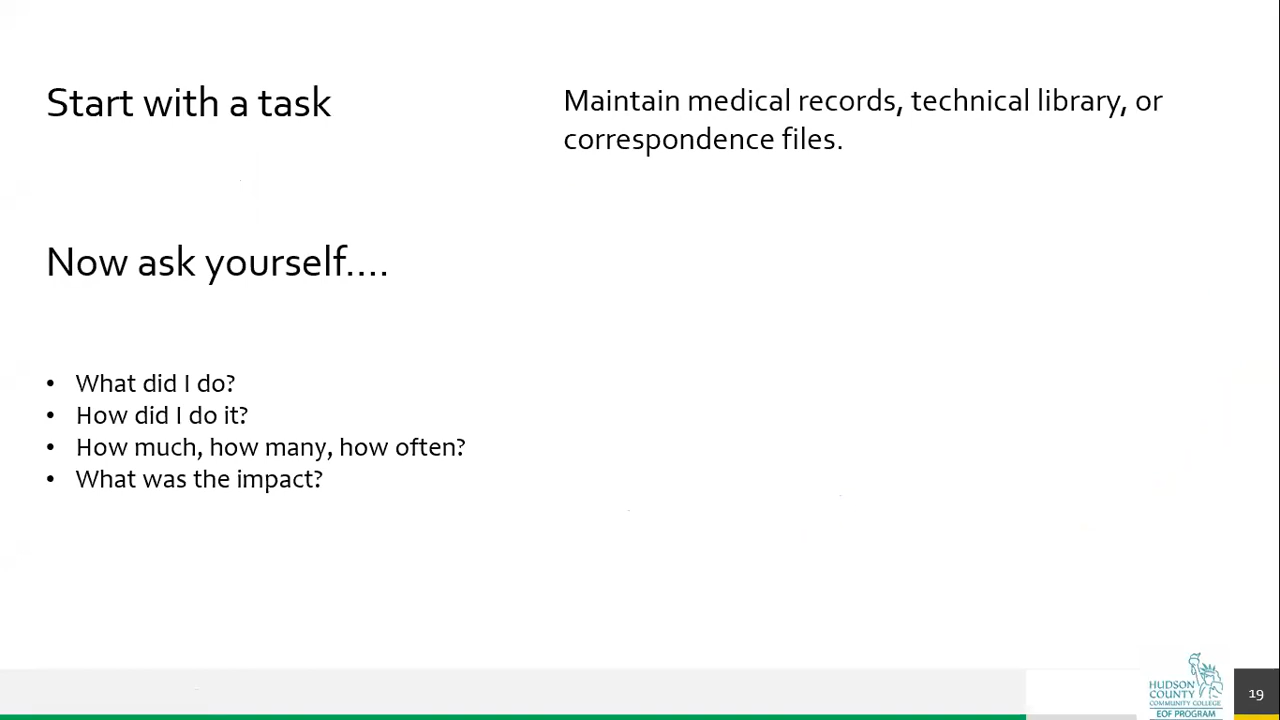 Start with a task
Maintain medical records, technical library, or
correspondence files.
Now ask yourself....
• What did I do?
• How did I do it?
• How much, how many, how often?
• What was the impact?
HUDSON
COUNTY
COMMUNITY COLLEGE
EOF PROGRAM
19